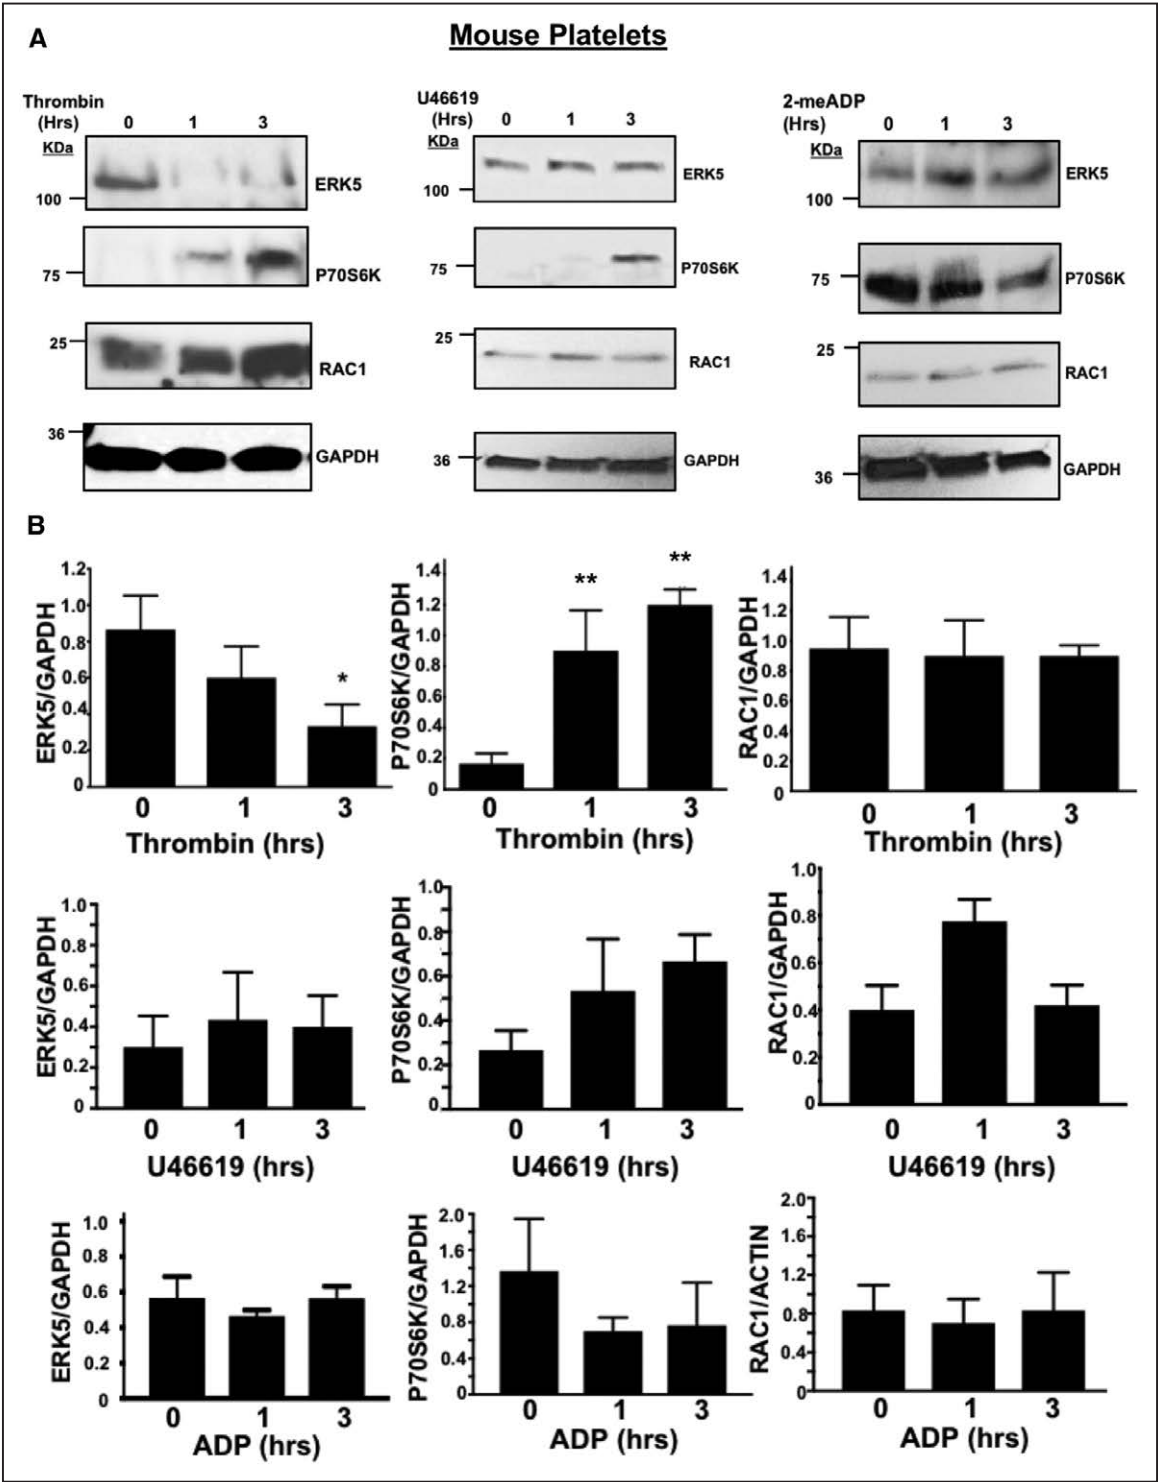 A
Mouse Platelets
Thrombin
(Hrs) 0 1 3
KDa
ERK5
100
P70S6K
75
25
RAC1
36
GAPDH
U46619
(Hrs) 0 1 3
KDa
ERK5
100
P70S6K
75
25
RAC1
36
GAPDH
2-meADP
(Hrs) 0 1 3
KDa
ERK5
100
75
P70S6K
25
RAC1
36
GAPDH
B
ERK5/GAPDH
1.2
1.0
0.8
0.6
0.4
0.2
0
*
0 1 3
Thrombin (hrs)
P70S6K/GAPDH
1.4
1.2
1.0
0.8
0.6
0.4
0.2
0
** **
0 1 3
Thrombin (hrs)
RAC1/GAPDH
1.4
1.2
1.0
0.8
0.6
0.4
0.2
0
0 1 3
Thrombin (hrs)
ERK5/GAPDH
1.0
0.8
0.6
0.4
0.2
0
0 1 3
U46619 (hrs)
P70S6K/GAPDH
1.0
0.8
0.6
0.4
0.2
0
0 1 3
U46619 (hrs)
RAC1/GAPDH
1.0
0.8
0.6
0.4
0.2
0
0 1 3
U46619 (hrs)
ERK5/GAPDH
1.0
0.8
0.6
0.4
0.2
0
0 1 3
ADP (hrs)
P70S6K/GAPDH
2.0
1.6
1.2
0.8
0.4
0
0 1 3
ADP (hrs)
RAC1/ACTIN
2.0
1.6
1.2
0.8
0.4
0
0 1 3
ADP (hrs)